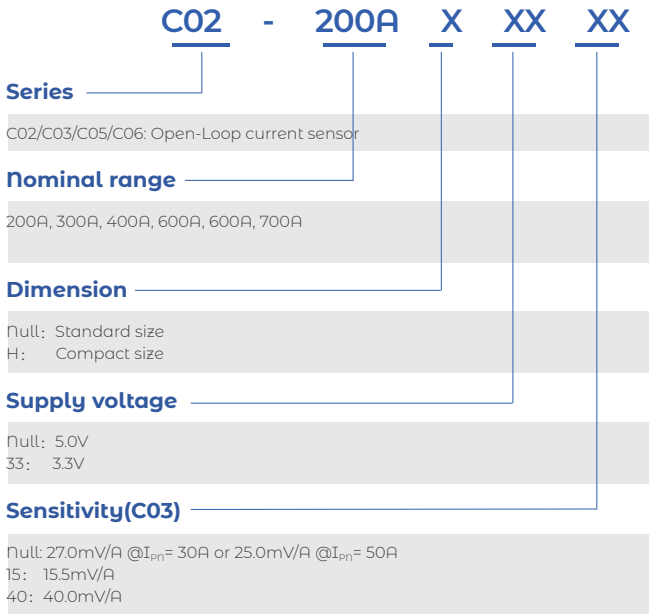 C02 - 200A X XX XX
Series
C02/C03/C05/C06: Open-Loop current sensor
Nominal range
200A, 300A, 400A, 600A, 600A, 700A
Dimension
Null: Standard size
H: Compact size
Supply voltage
Null: 5.0V
33: 3.3V
Sensitivity(C03)
Null: 27.0mV/A @Iₚₙ= 30A or 25.0mV/A @Iₚₙ= 50A
15: 15.5mV/A
40: 40.0mV/A